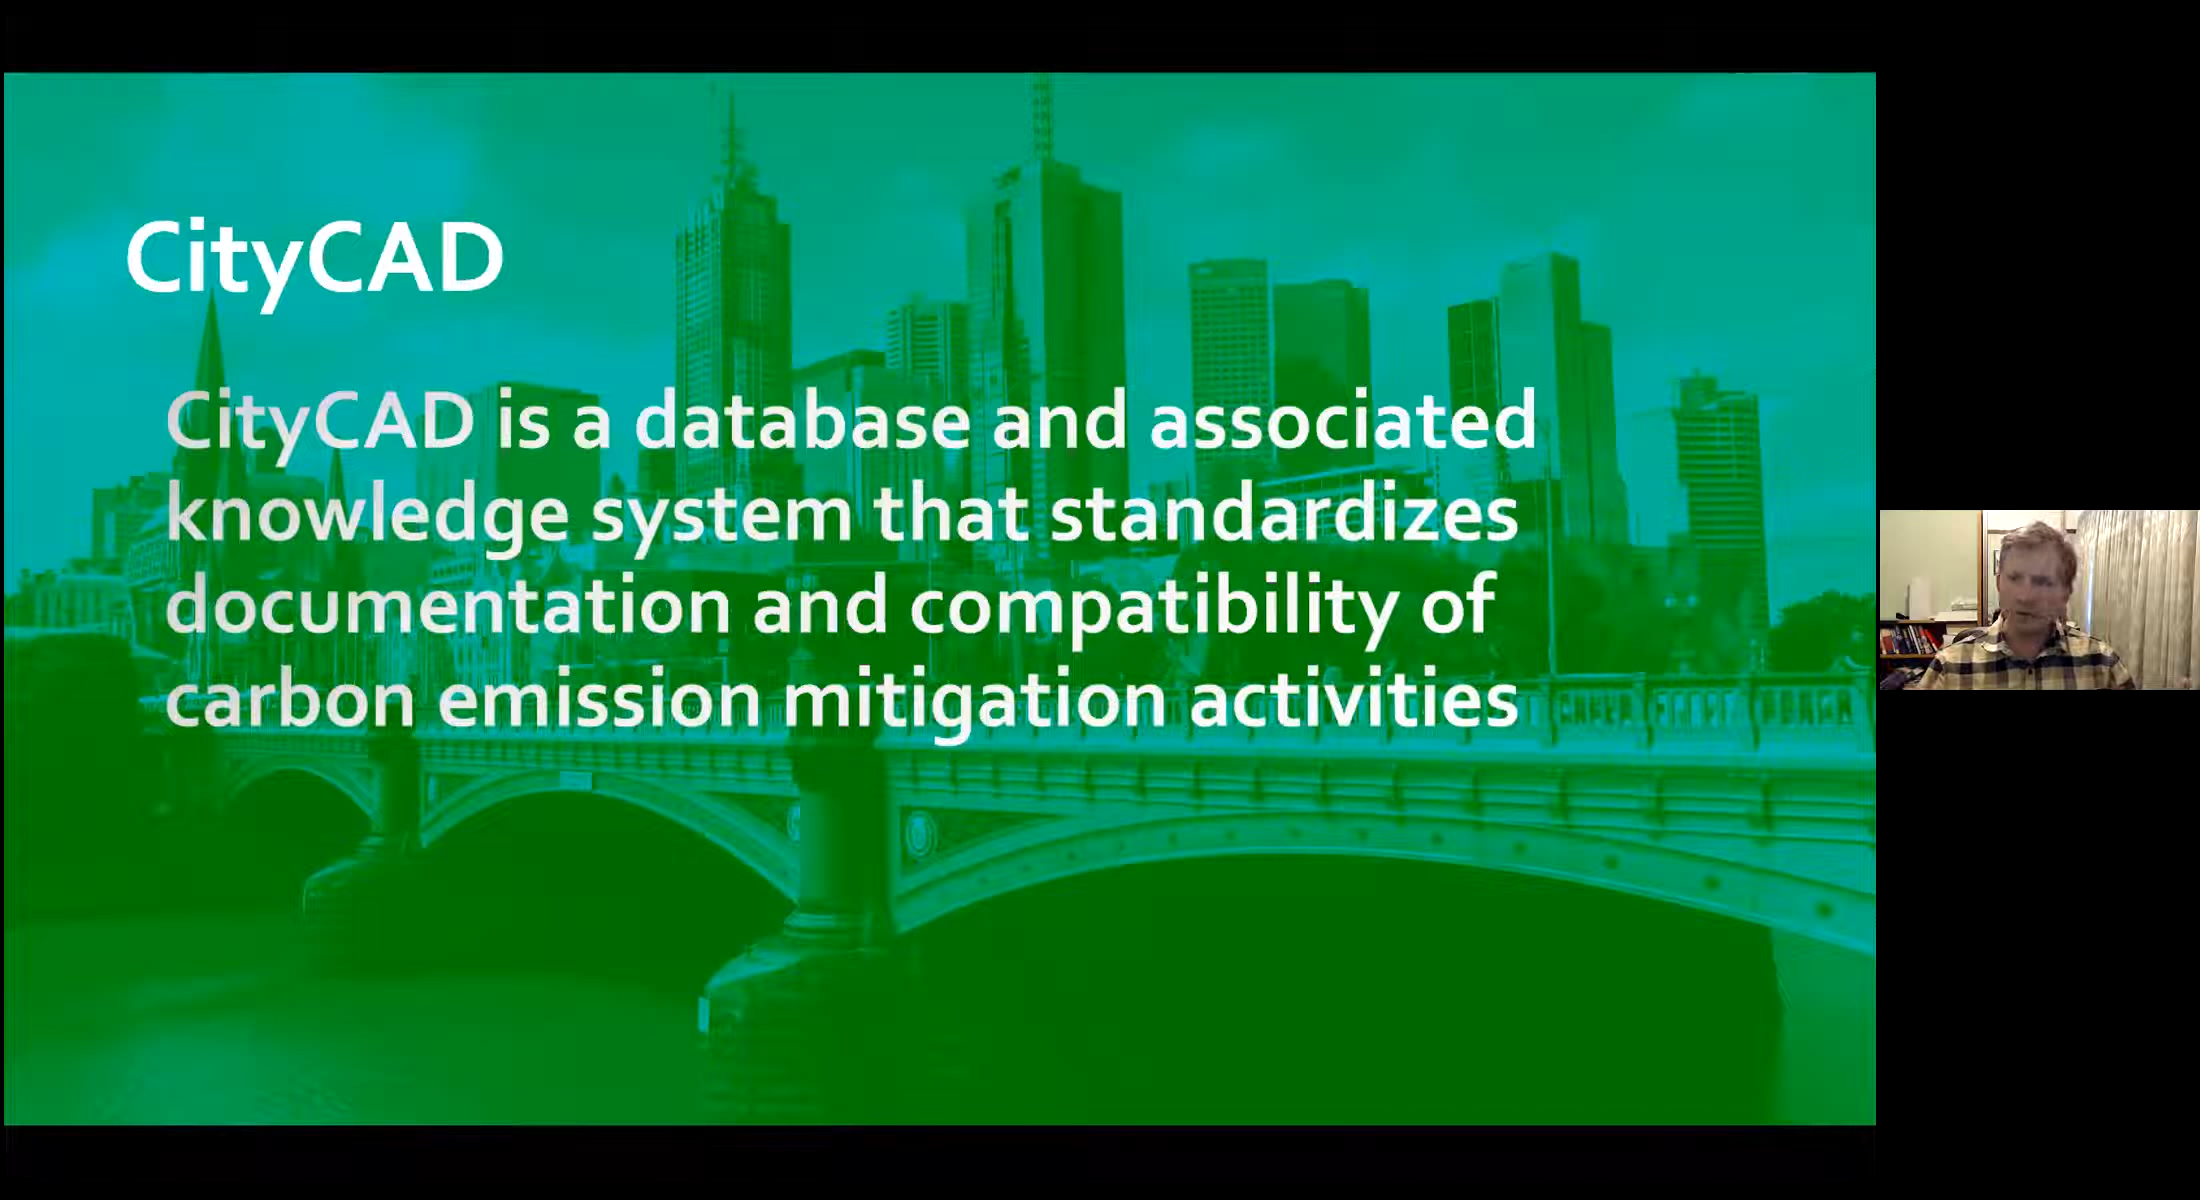 CityCAD
CityCAD is a database and associated
knowledge system that standardizes
documentation and compatibility of
carbon emission mitigation activities